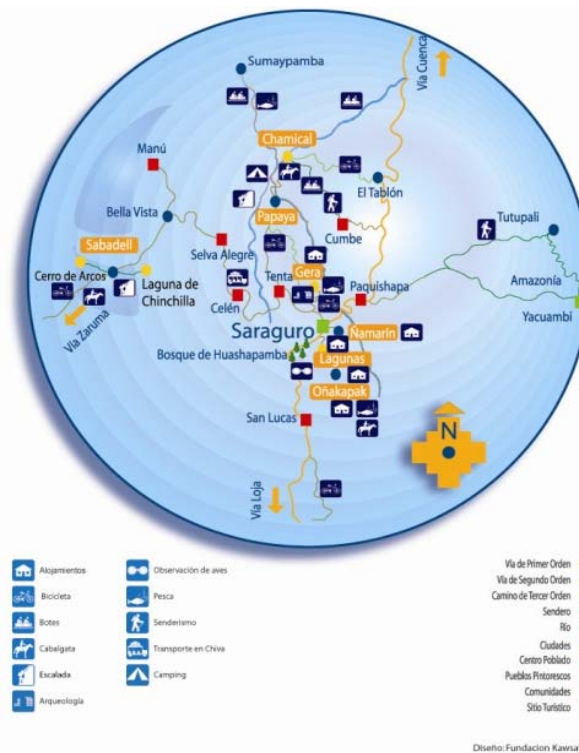 Sumaypamba
Vía Cuenca
Chamical
Manú
El Tablón
Bella Vista
Papaya
Tutupali
Cumbe
Sabadell
Selva Alegre
Cerro de Arcos
Laguna de
Chinchilla
Tenta
Gera
Paquishapa
Amazonía
Yacuambi
Celén
Vía Zaruma
Saraguro
Ñamarín
Bosque de Huashapamba
Lagunas
Oñakapak
San Lucas
N
Vía Loja
Alojamientos
Bicicleta
Botes
Cabalgata
Escalada
Arqueología
Observación de aves
Pesca
Senderismo
Transporte en Chiva
Camping
Vía de Primer Orden
Vía de Segundo Orden
Camino de Tercer Orden
Sendero
Río
Ciudades
Centro Poblado
Pueblos Pintorescos
Comunidades
Sitio Turístico
Diseño: Fundacion Kawsa